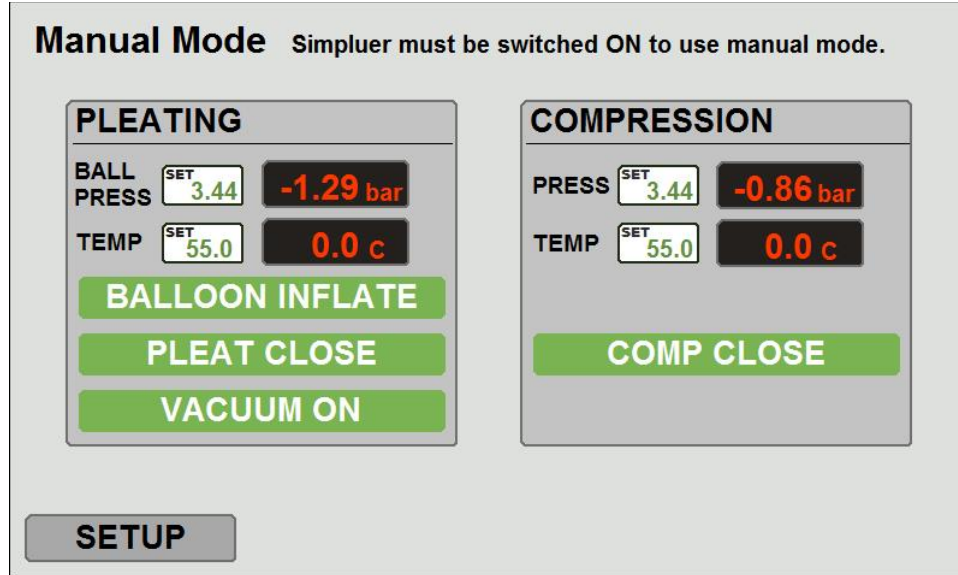 Manual Mode Simpluer must be switched ON to use manual mode.
PLEATING
BALL PRESS SET 3.44 -1.29 bar
TEMP SET 55.0 0.0 C
BALLOON INFLATE
PLEAT CLOSE
VACUUM ON
COMPRESSION
PRESS SET 3.44 -0.86 bar
TEMP SET 55.0 0.0 C
COMP CLOSE
SETUP